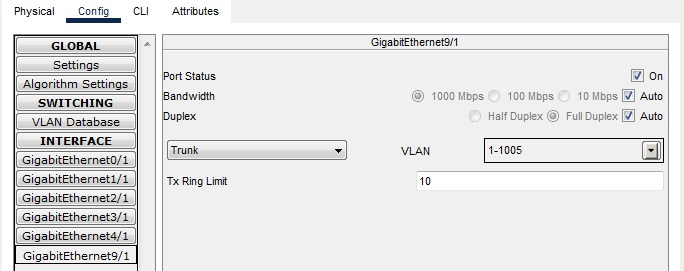 Physical Config CLI Attributes
GLOBAL
Settings
Algorithm Settings
SWITCHING
VLAN Database
INTERFACE
GigabitEthernet0/1
GigabitEthernet1/1
GigabitEthernet2/1
GigabitEthernet3/1
GigabitEthernet4/1
GigabitEthernet9/1
GigabitEthernet9/1
Port Status On
Bandwidth 1000 Mbps 100 Mbps 10 Mbps Auto
Duplex Half Duplex Full Duplex Auto
Trunk VLAN 1-1005
Tx Ring Limit 10